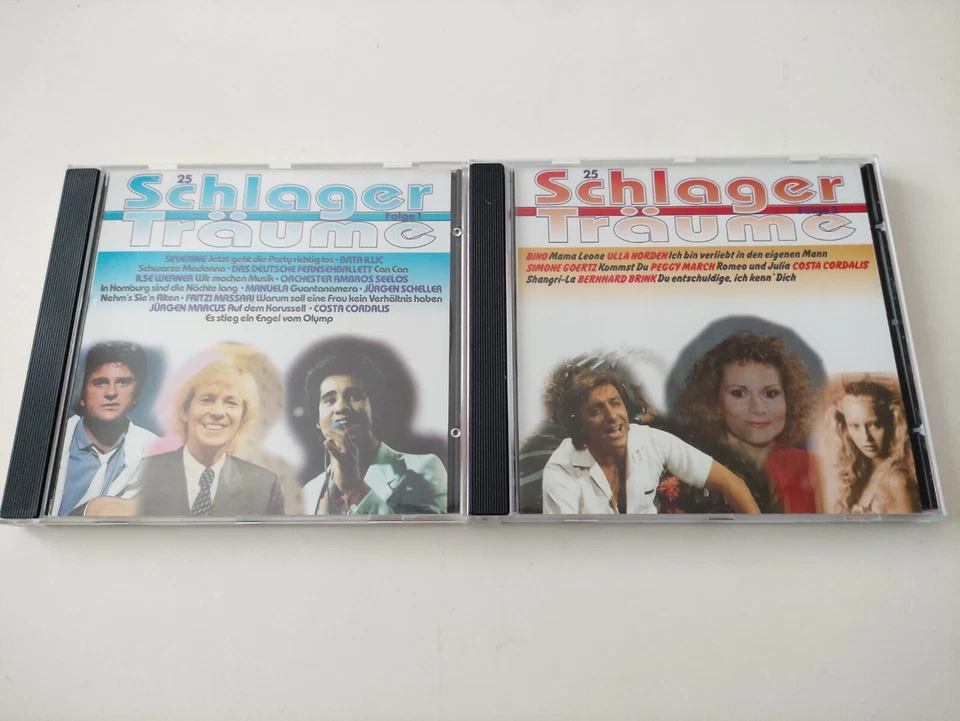 25
Schlager
Folge 1
Träume
SEVERINE Jetzt geht die Party richtig los • BATA ILLIC
Schwarze Madonna • DAS DEUTSCHE FERNSEHBALLETT Can Can
ILSE WERNER Wir machen Musik • ORCHESTER AMBROS SEELOS
In Hamburg sind die Nächte lang • MANUELA Guantanamera • JÜRGEN SCHELLER
Nehm's Sie'n Alten • FRITZI MASSARI Warum soll eine Frau kein Verhältnis haben
JÜRGEN MARCUS Auf dem Karussell • COSTA CORDALIS
Es stieg ein Engel vom Olymp
25
Schlager
Folge 2
Träume
BINO Mama Leone ULLA NORDEN Ich bin verliebt in den eigenen Mann
SIMONE GOERTZ Kommst Du PEGGY MARCH Romeo und Julia COSTA CORDALIS
Shangri-La BERNHARD BRINK Du entschuldige, ich kenn' Dich